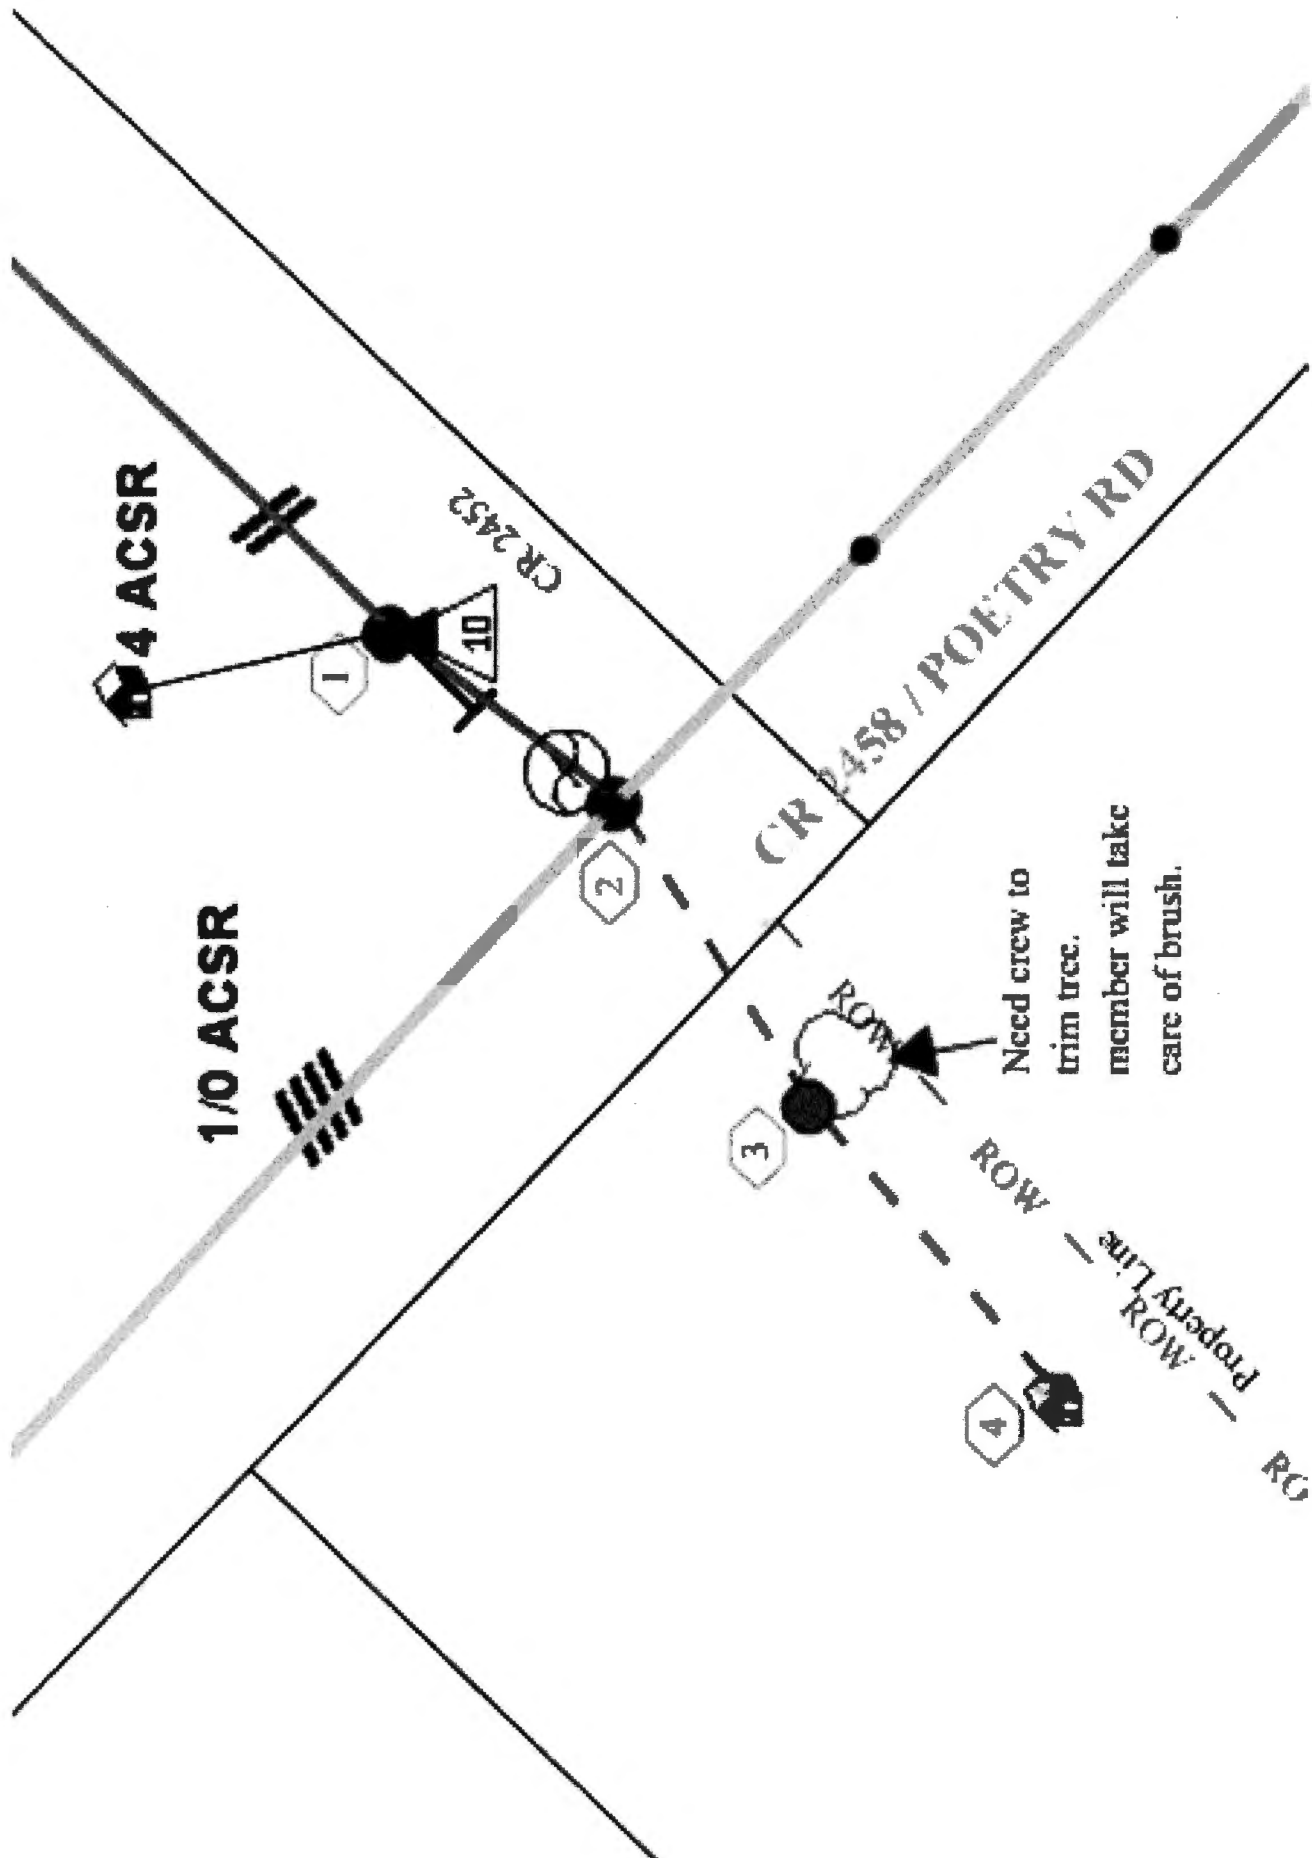 4 ACSR
1/0 ACSR
CR 2452
1
10
2
CR 2458 / POETRY RD
3
ROW
Need crew to
trim tree.
member will take
care of brush.
ROW
Property Line
ROW
4
RO